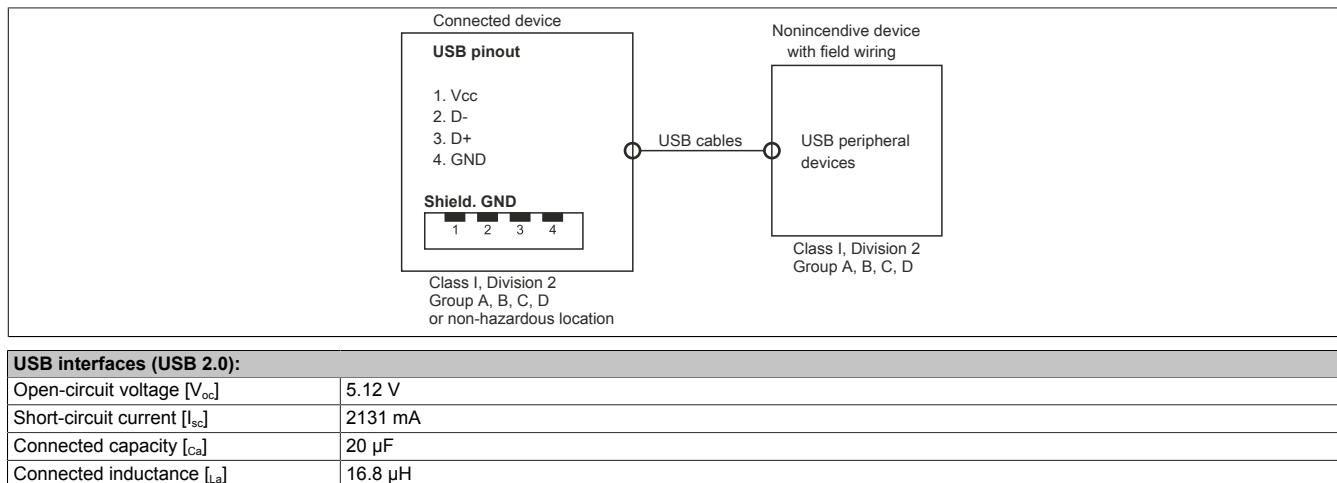 Connected device
USB pinout
1. Vcc
2. D-
3. D+
4. GND
Shield. GND
1 2 3 4
Class I, Division 2
Group A, B, C, D
or non-hazardous location
USB cables
Nonincendive device
with field wiring
USB peripheral
devices
Class I, Division 2
Group A, B, C, D
USB interfaces (USB 2.0):
Open-circuit voltage [Voc] 5.12 V
Short-circuit current [Isc] 2131 mA
Connected capacity [Ca] 20 µF
Connected inductance [La] 16.8 µH